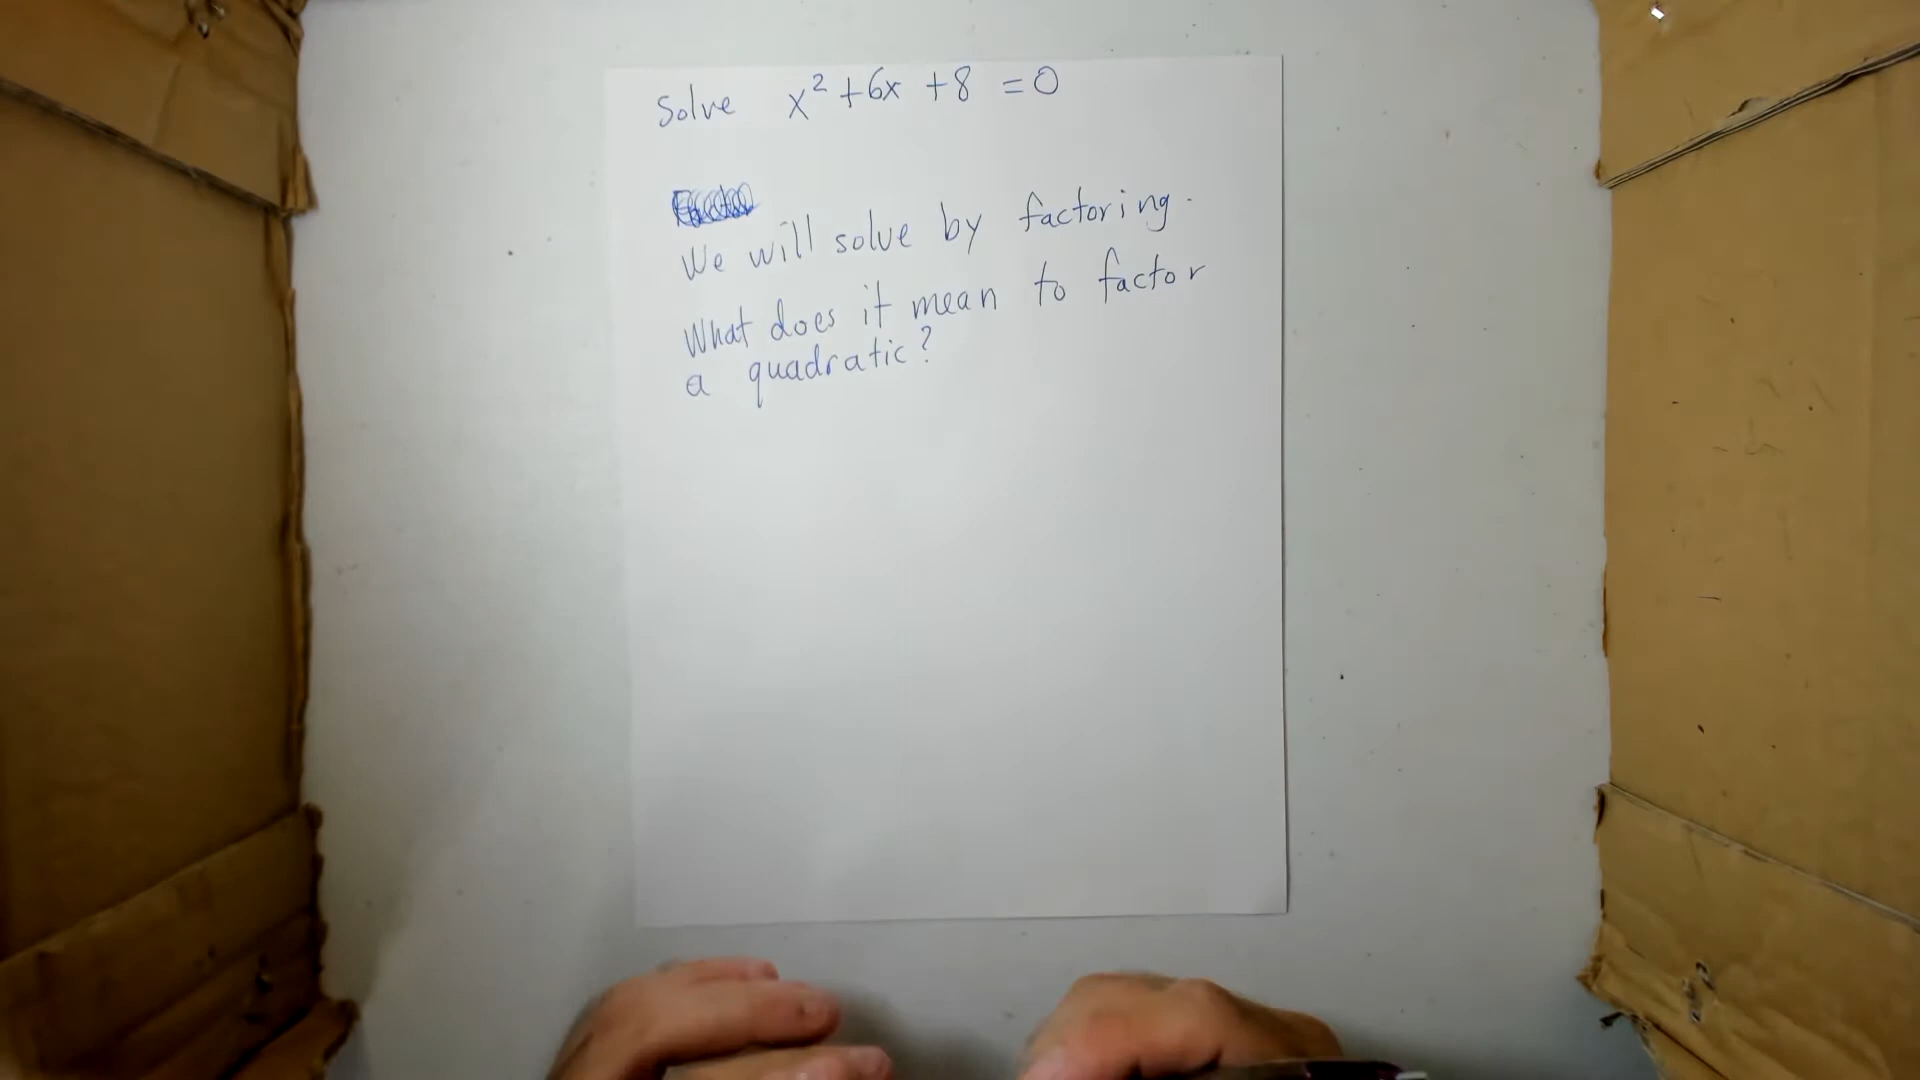 Solve x² + 6x + 8 = 0
We will solve by factoring.
What does it mean to factor
a quadratic?